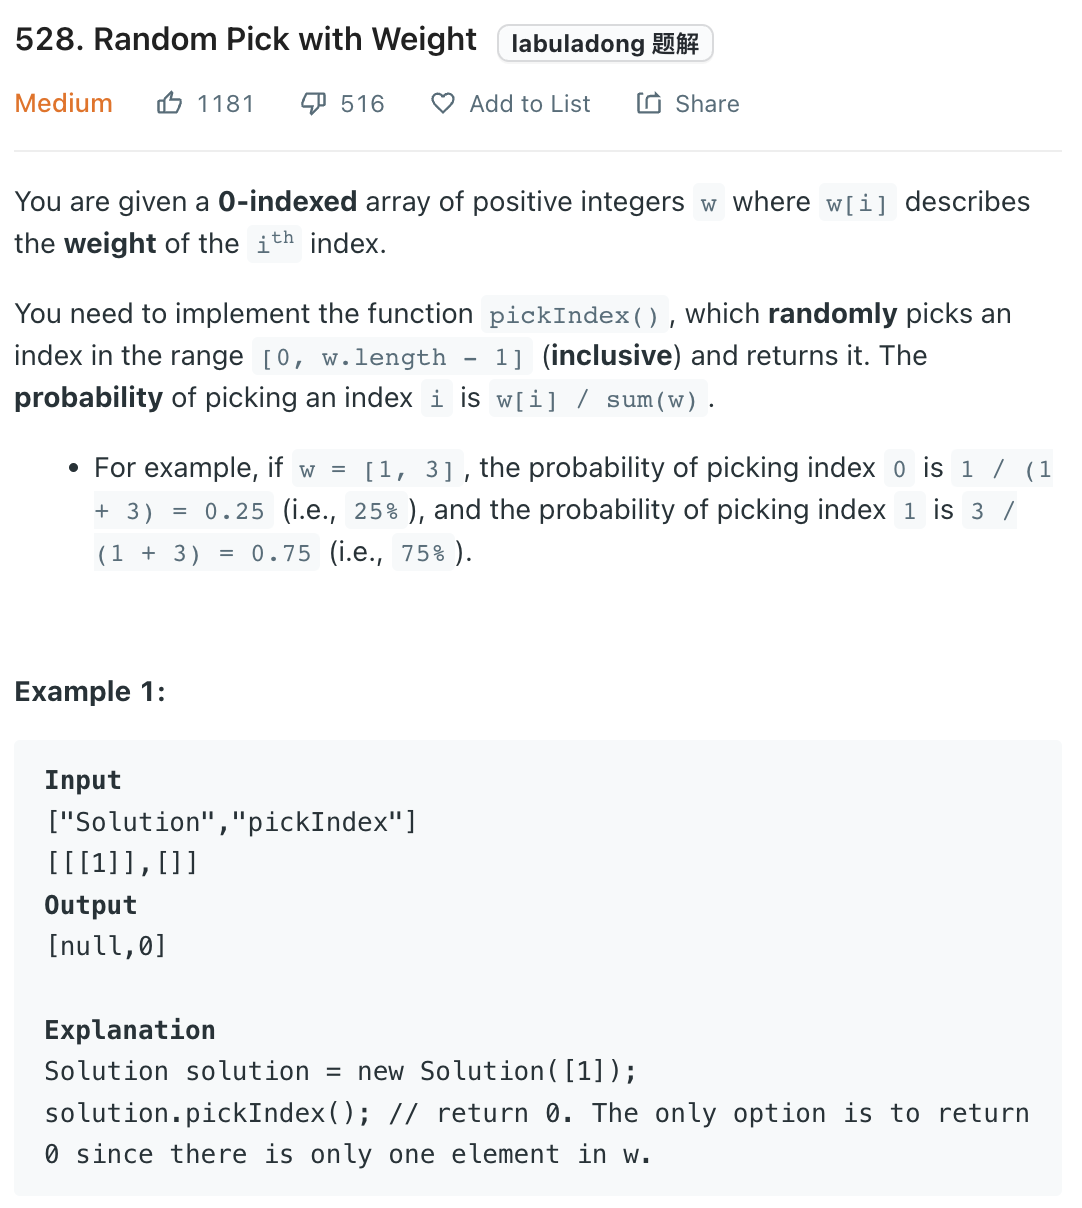 528. Random Pick with Weight labuladong 题解
Medium 1181 516 Add to List Share
You are given a 0-indexed array of positive integers w where w[i] describes
the weight of the ith index.
You need to implement the function pickIndex(), which randomly picks an
index in the range [0, w.length - 1] (inclusive) and returns it. The
probability of picking an index i is w[i] / sum(w).
• For example, if w = [1, 3], the probability of picking index 0 is 1 / (1
+ 3) = 0.25 (i.e., 25%), and the probability of picking index 1 is 3 /
(1 + 3) = 0.75 (i.e., 75%).
Example 1:
Input
["Solution","pickIndex"]
[[[1]],[]]
Output
[null,0]
Explanation
Solution solution = new Solution([1]);
solution.pickIndex(); // return 0. The only option is to return
0 since there is only one element in w.